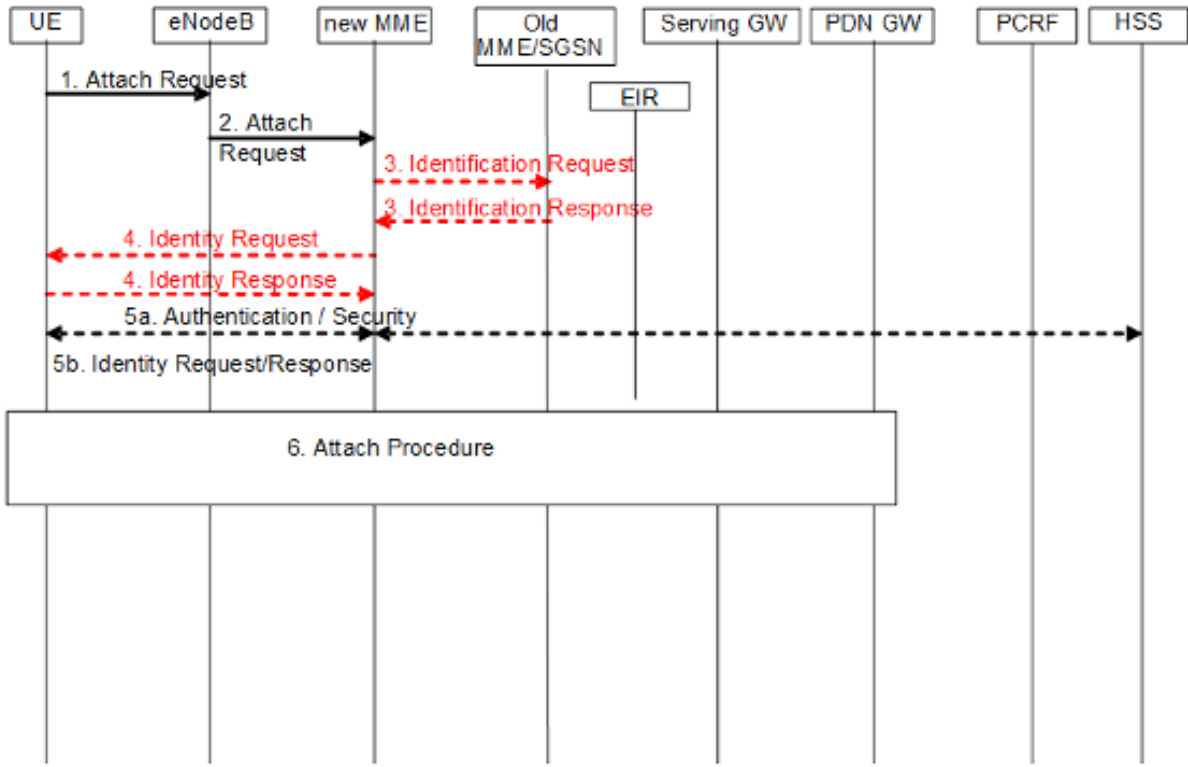 UE
eNodeB
new MME
Old
MME/SGSN
Serving GW
PDN GW
PCRF
HSS
EIR
1. Attach Request
2. Attach
Request
3. Identification Request
3. Identification Response
4. Identity Request
4. Identity Response
5a. Authentication / Security
5b. Identity Request/Response
6. Attach Procedure